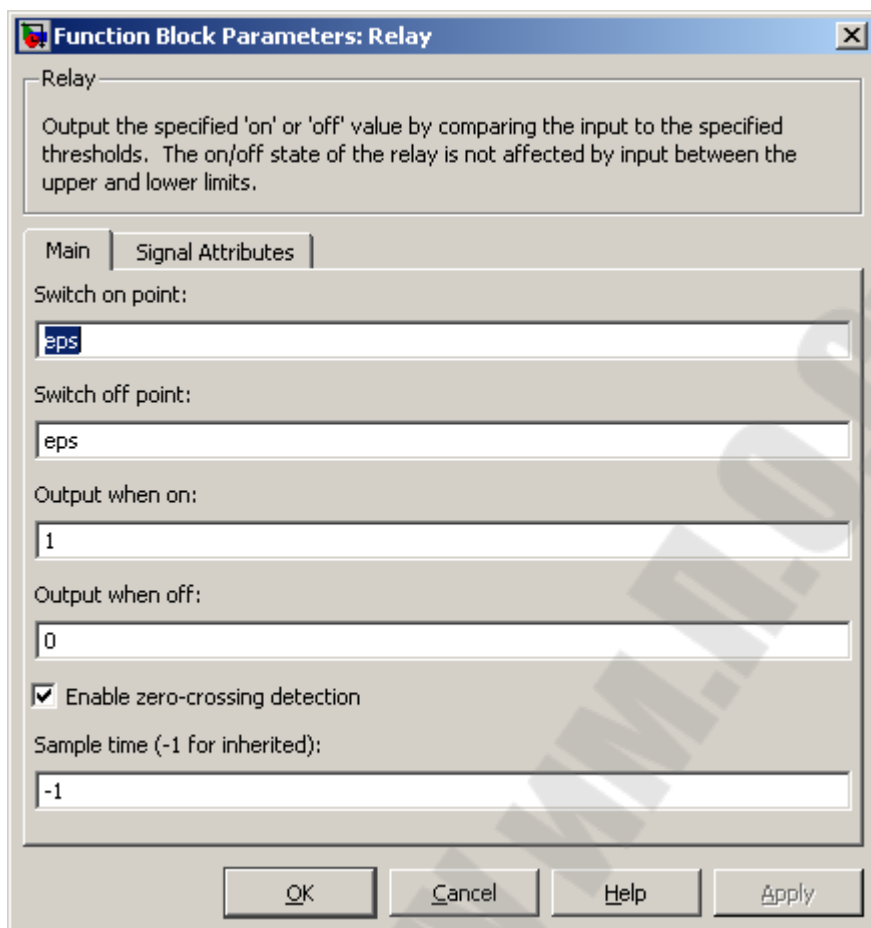 Function Block Parameters: Relay
Relay
Output the specified 'on' or 'off' value by comparing the input to the specified
thresholds. The on/off state of the relay is not affected by input between the
upper and lower limits.
Main
Signal Attributes
Switch on point:
eps
Switch off point:
eps
Output when on:
1
Output when off:
0
Enable zero-crossing detection
Sample time (-1 for inherited):
-1
OK
Cancel
Help
Apply
им.П.О